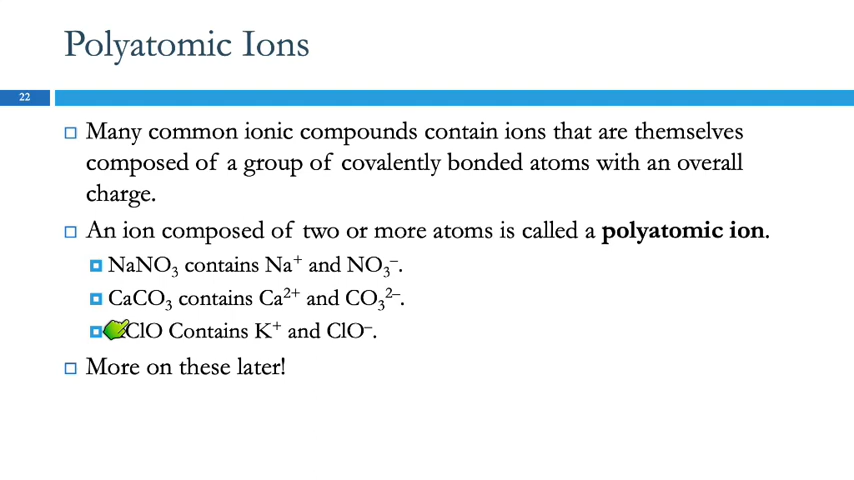 Polyatomic Ions
22
Many common ionic compounds contain ions that are themselves
composed of a group of covalently bonded atoms with an overall
charge.
An ion composed of two or more atoms is called a polyatomic ion.
NaNO₃ contains Na⁺ and NO₃⁻.
CaCO₃ contains Ca²⁺ and CO₃²⁻.
ClO Contains K⁺ and ClO⁻.
More on these later!